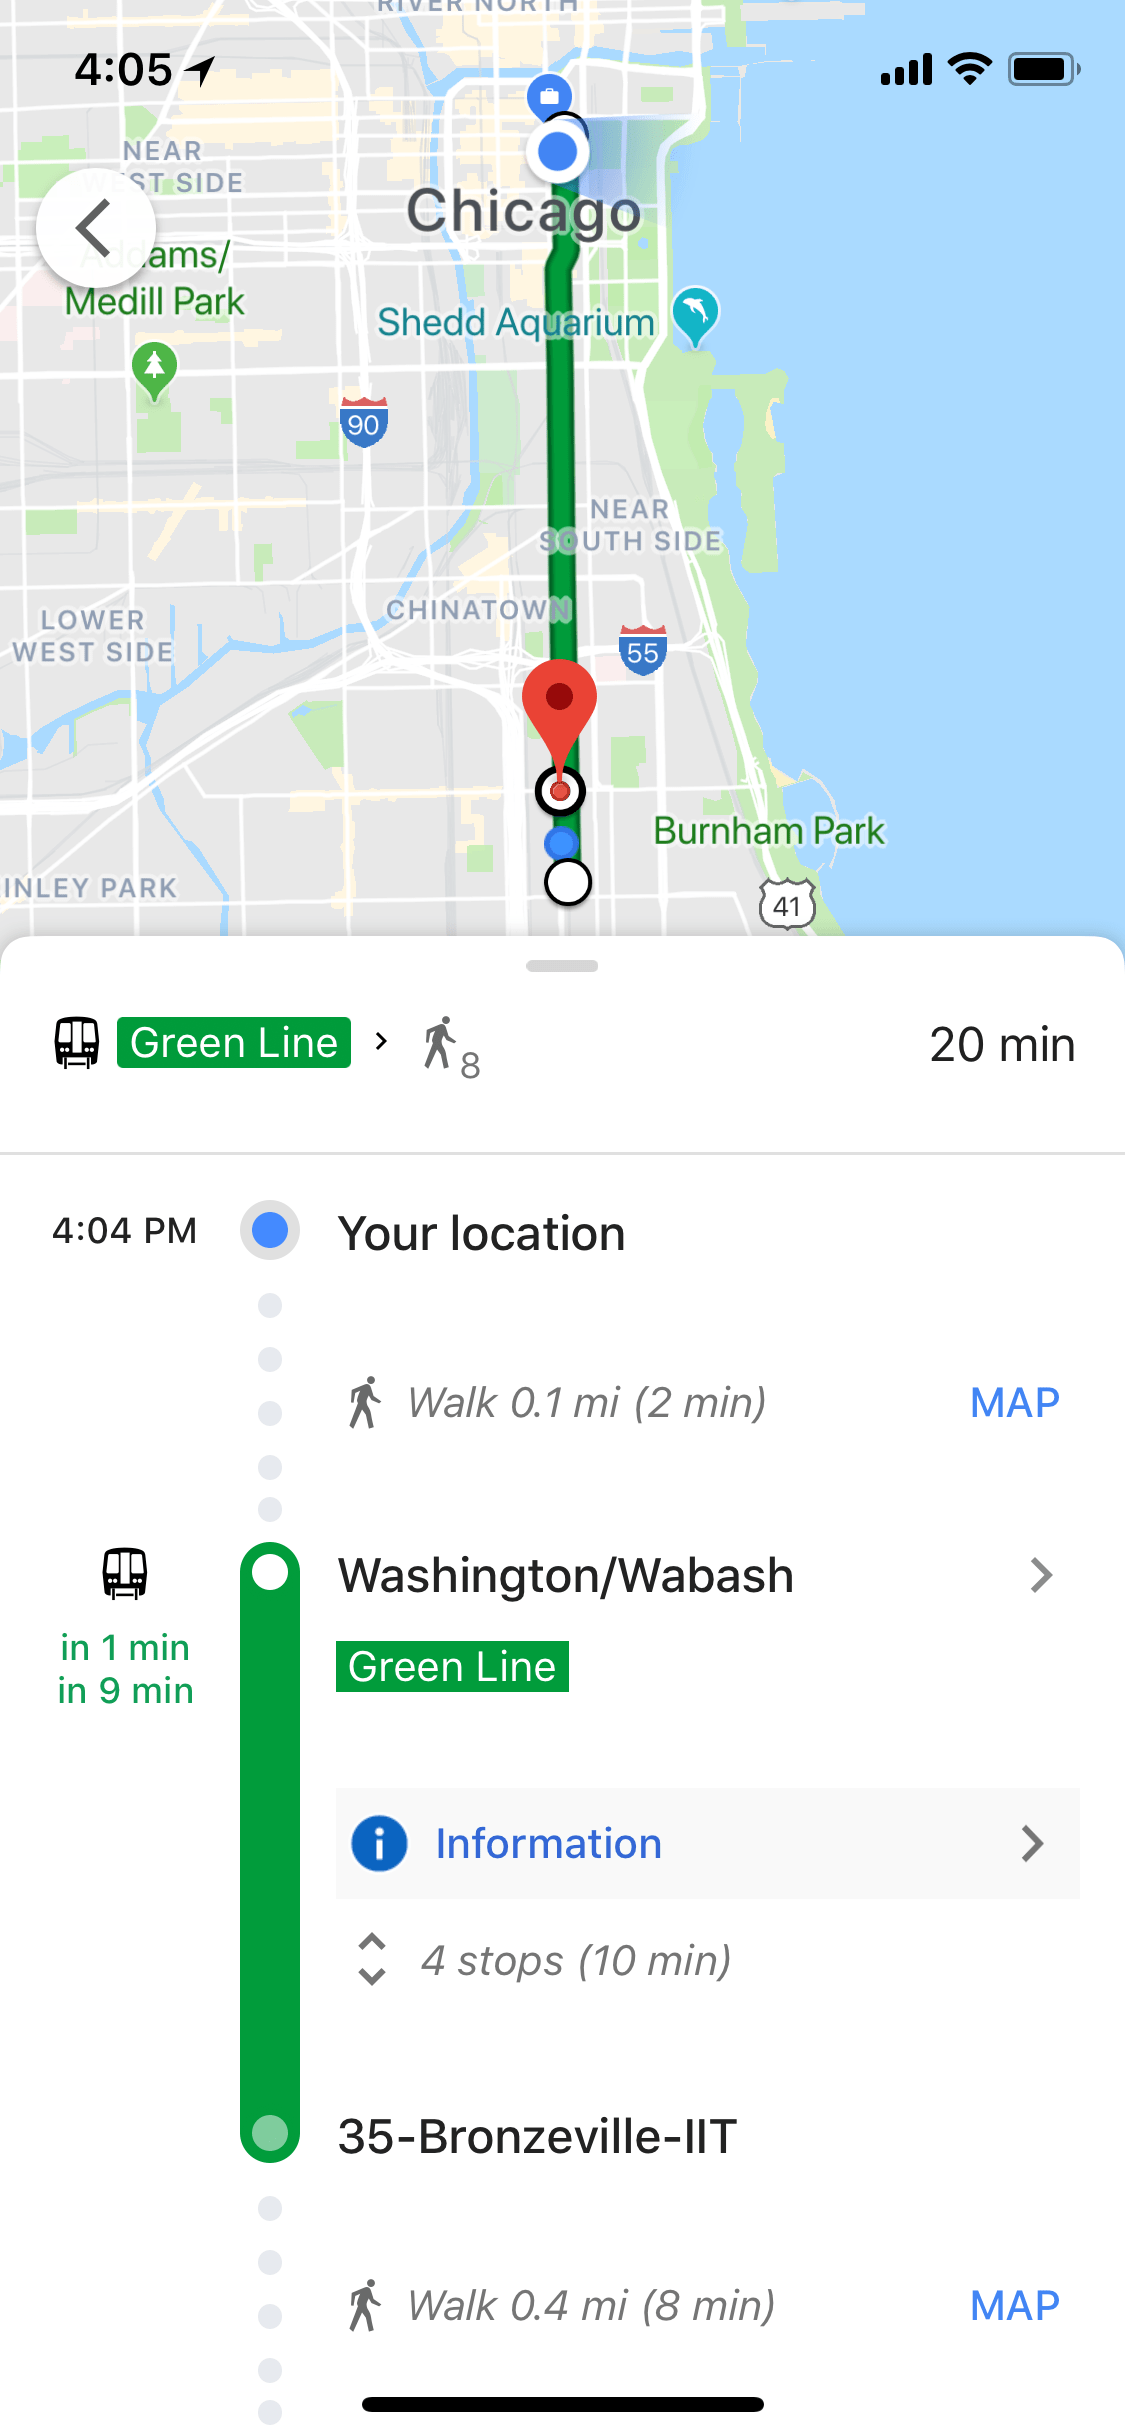 RIVER NORTH
4:05
NEAR
WEST SIDE
Chicago
Addams/
Medill Park
Shedd Aquarium
90
NEAR
SOUTH SIDE
CHINATOWN
LOWER
WEST SIDE
55
Burnham Park
INLEY PARK
41
Green Line
8
20 min
4:04 PM
Your location
Walk 0.1 mi (2 min)
MAP
Washington/Wabash
in 1 min
in 9 min
Green Line
Information
4 stops (10 min)
35-Bronzeville-IIT
Walk 0.4 mi (8 min)
MAP